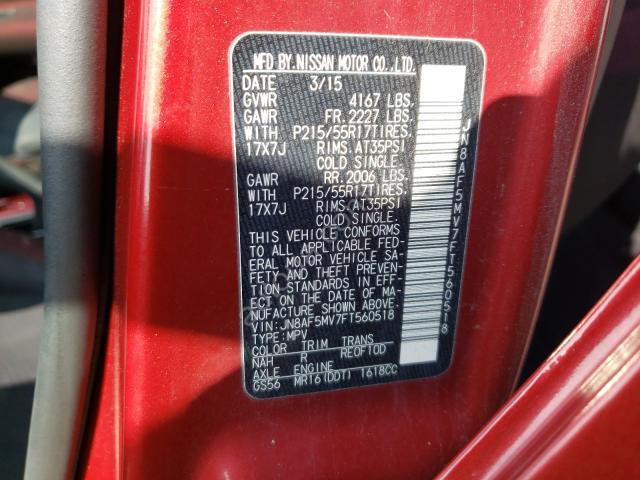 MFD BY.NISSAN MOTOR CO.,LTD.
DATE 3/15
GVWR 4167 LBS.
GAWR FR.2227 LBS.
WITH P215/55R17TIRES.
17X7J RIMS.AT35PSI
COLD SINGLE.
GAWR RR.2006 LBS.
WITH P215/55R17TIRES.
17X7J RIMS.AT35PSI
COLD SINGLE.
THIS VEHICLE CONFORMS
TO ALL APPLICABLE FED-
ERAL MOTOR VEHICLE SA-
FETY AND THEFT PREVEN-
TION STANDARDS IN EFF-
ECT ON THE DATE OF MA-
NUFACTURE SHOWN ABOVE.
VIN:JN8AF5MV7FT560518
TYPE:MPV
COLOR TRIM TRANS
NAH R RE0F10D
AXLE ENGINE
GS56 MR16(DDT) 1618CC
JN8AF5MV7FT560518